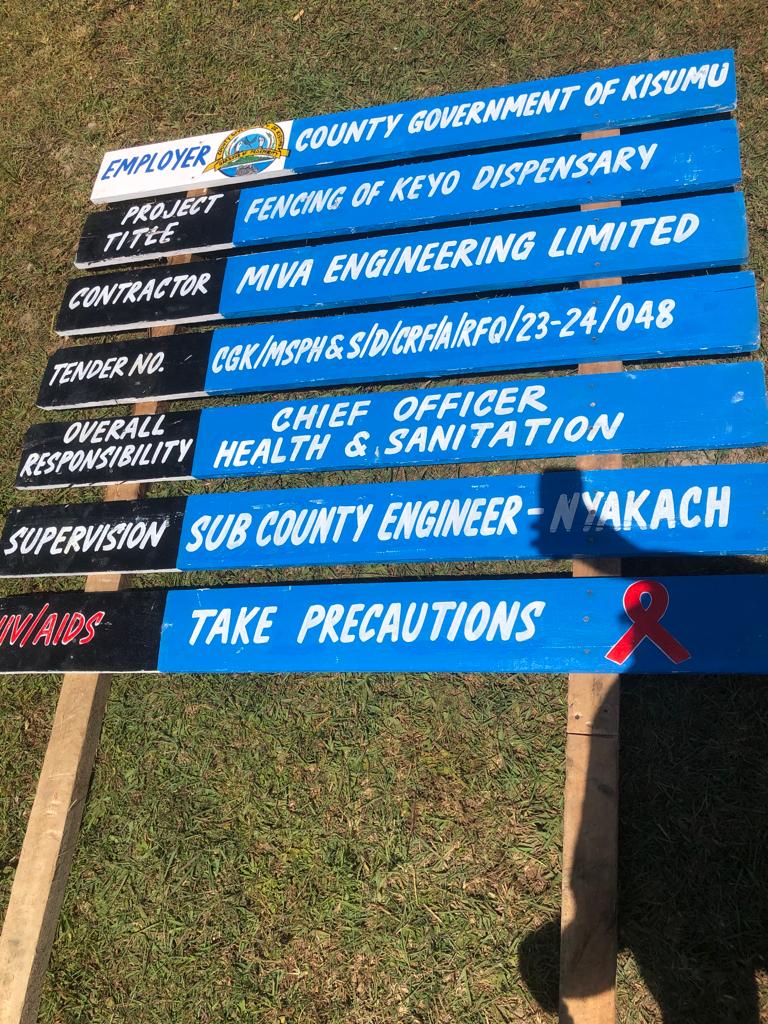 EMPLOYER COUNTY GOVERNMENT OF KISUMU
PROJECT TITLE FENCING OF KEYO DISPENSARY
CONTRACTOR MIVA ENGINEERING LIMITED
TENDER NO. CGK/MSPH & S/D/CRF/A/RFQ/23-24/048
OVERALL RESPONSIBILITY CHIEF OFFICER
HEALTH & SANITATION
SUPERVISION SUB COUNTY ENGINEER - NYAKACH
IV/AIDS TAKE PRECAUTIONS